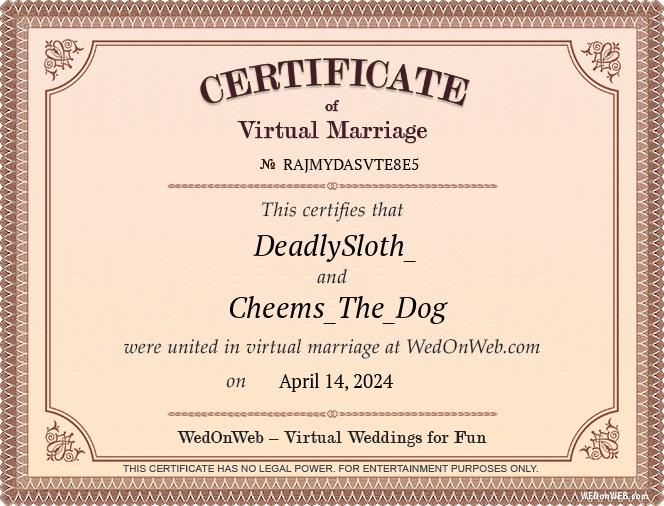 CERTIFICATE
of
Virtual Marriage
№ RAJMYDASVTE8E5
This certifies that
DeadlySloth_
and
Cheems_The_Dog
were united in virtual marriage at WedOnWeb.com
on April 14, 2024
WedOnWeb – Virtual Weddings for Fun
THIS CERTIFICATE HAS NO LEGAL POWER. FOR ENTERTAINMENT PURPOSES ONLY.
WEDonWEB.com